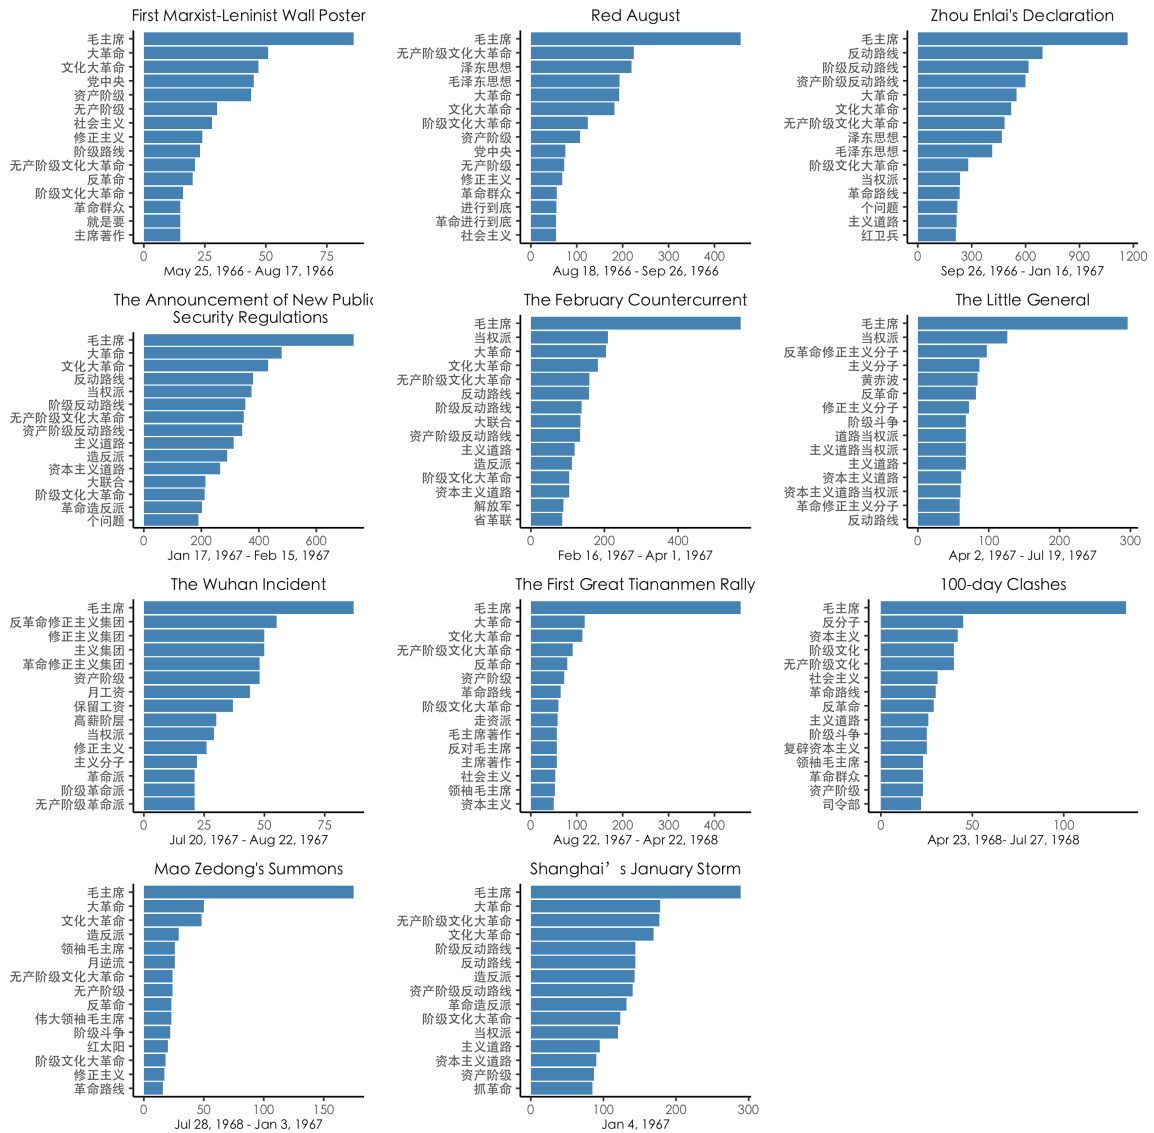 First Marxist-Leninist Wall Poster
毛主席
大革命
文化大革命
党中央
资产阶级
无产阶级
社会主义
修正主义
阶级路线
无产阶级文化大革命
反革命
阶级文化大革命
革命群众
就是要
主席著作
0 25 50 75
May 25, 1966 - Aug 17, 1966
Red August
毛主席
无产阶级文化大革命
泽东思想
毛泽东思想
大革命
文化大革命
阶级文化大革命
资产阶级
党中央
无产阶级
修正主义
革命群众
进行到底
革命进行到底
社会主义
0 100 200 300 400
Aug 18, 1966 - Sep 26, 1966
Zhou Enlai's Declaration
毛主席
反动路线
阶级反动路线
资产阶级反动路线
大革命
文化大革命
无产阶级文化大革命
泽东思想
毛泽东思想
阶级文化大革命
当权派
革命路线
个问题
主义道路
红卫兵
0 300 600 900 1200
Sep 26, 1966 - Jan 16, 1967
The Announcement of New Public
Security Regulations
毛主席
大革命
文化大革命
反动路线
当权派
阶级反动路线
无产阶级文化大革命
资产阶级反动路线
主义道路
造反派
资本主义道路
大联合
阶级文化大革命
革命造反派
个问题
0 200 400 600
Jan 17, 1967 - Feb 15, 1967
The February Countercurrent
毛主席
当权派
大革命
文化大革命
无产阶级文化大革命
反动路线
阶级反动路线
大联合
资产阶级反动路线
主义道路
造反派
阶级文化大革命
资本主义道路
解放军
省革联
0 200 400
Feb 16, 1967 - Apr 1, 1967
The Little General
毛主席
当权派
反革命修正主义分子
主义分子
黄赤波
反革命
修正主义分子
阶级斗争
道路当权派
主义道路当权派
主义道路
资本主义道路
资本主义道路当权派
革命修正主义分子
反动路线
0 100 200 300
Apr 2, 1967 - Jul 19, 1967
The Wuhan Incident
毛主席
反革命修正主义集团
修正主义集团
主义集团
革命修正主义集团
资产阶级
月工资
保留工资
高薪阶层
当权派
修正主义
主义分子
革命派
阶级革命派
无产阶级革命派
0 25 50 75
Jul 20, 1967 - Aug 22, 1967
The First Great Tiananmen Rally
毛主席
大革命
文化大革命
无产阶级文化大革命
反革命
资产阶级
革命路线
阶级文化大革命
走资派
毛主席著作
反对毛主席
主席著作
社会主义
领袖毛主席
资本主义
0 100 200 300 400
Aug 22, 1967 - Apr 22, 1968
100-day Clashes
毛主席
反分子
资本主义
阶级文化
无产阶级文化
社会主义
革命路线
反革命
主义道路
阶级斗争
复辟资本主义
领袖毛主席
革命群众
资产阶级
司令部
0 50 100
Apr 23, 1968- Jul 27, 1968
Mao Zedong's Summons
毛主席
大革命
文化大革命
造反派
领袖毛主席
月逆流
无产阶级文化大革命
无产阶级
反革命
伟大领袖毛主席
阶级斗争
红太阳
阶级文化大革命
修正主义
革命路线
0 50 100 150
Jul 28, 1968 - Jan 3, 1967
Shanghai’s January Storm
毛主席
大革命
无产阶级文化大革命
文化大革命
阶级反动路线
反动路线
造反派
资产阶级反动路线
革命造反派
阶级文化大革命
当权派
主义道路
资本主义道路
资产阶级
抓革命
0 100 200 300
Jan 4, 1967